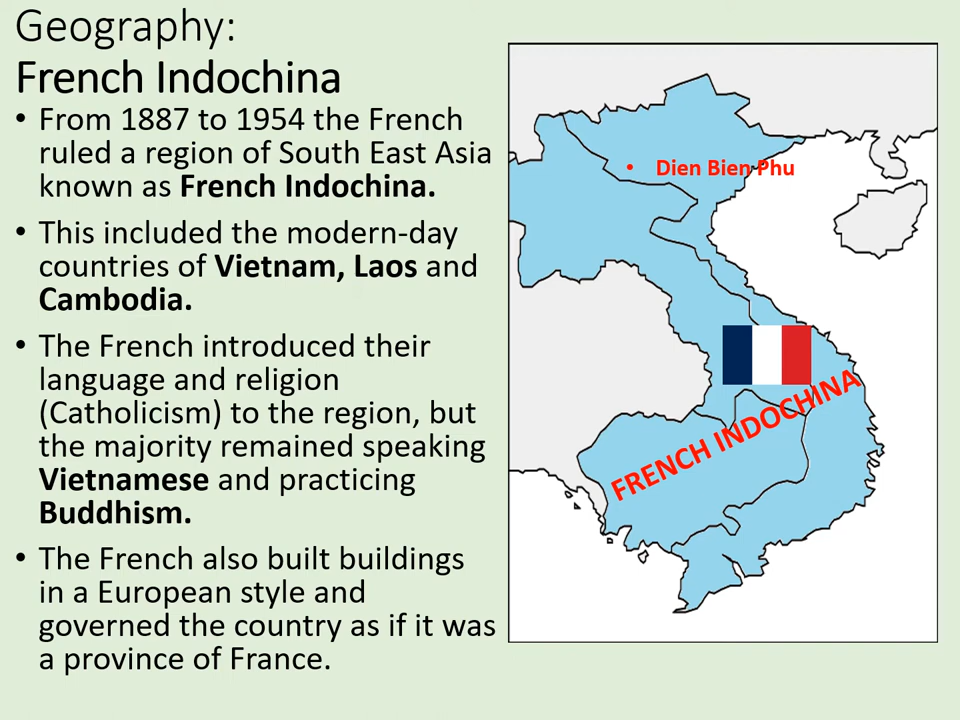 Geography:
French Indochina
• From 1887 to 1954 the French
ruled a region of South East Asia
known as French Indochina.
• This included the modern-day
countries of Vietnam, Laos and
Cambodia.
• The French introduced their
language and religion
(Catholicism) to the region, but
the majority remained speaking
Vietnamese and practicing
Buddhism.
• The French also built buildings
in a European style and
governed the country as if it was
a province of France.
• Dien Bien Phu
FRENCH INDOCHINA